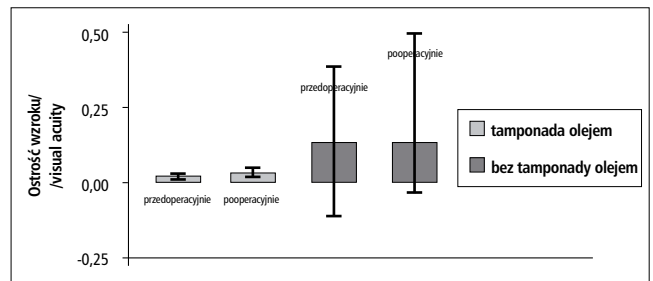 0,50
pooperacyjnie
przedoperacyjnie
Ostrość wzroku/
/visual acuity
0,25
tamponada olejem
bez tamponady olejem
0,00
przedoperacyjnie
pooperacyjnie
-0,25